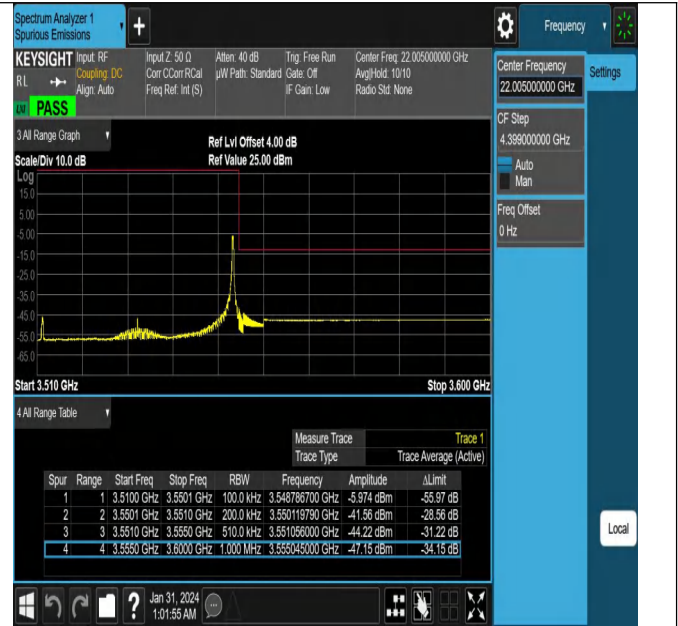 Spectrum Analyzer 1
Spurious Emissions
Frequency
KEYSIGHT
Input: RF
Coupling: DC
Align: Auto
Input Z: 50 Ω
Corr CCorr RCal
Freq Ref: Int (S)
Atten: 40 dB
µW Path: Standard
Trig: Free Run
Gate: Off
IF Gain: Low
Center Freq: 22.005000000 GHz
Avg|Hold: 10/10
Radio Std: None
RL
LXI
PASS
Center Frequency
22.005000000 GHz
Settings
CF Step
4.399000000 GHz
Auto
Man
Freq Offset
0 Hz
3 All Range Graph
Ref Lvl Offset 4.00 dB
Scale/Div 10.0 dB
Ref Value 25.00 dBm
Log
15.0
5.00
-5.00
-15.0
-25.0
-35.0
-45.0
-55.0
-65.0
Start 3.510 GHz
Stop 3.600 GHz
4 All Range Table
Measure Trace Trace 1
Trace Type Trace Average (Active)
Spur Range Start Freq Stop Freq RBW Frequency Amplitude ΔLimit
1 1 3.5100 GHz 3.5501 GHz 100.0 kHz 3.548786700 GHz -5.974 dBm -55.97 dB
2 2 3.5501 GHz 3.5510 GHz 200.0 kHz 3.550119790 GHz -41.56 dBm -28.56 dB
3 3 3.5510 GHz 3.5550 GHz 510.0 kHz 3.551056000 GHz -44.22 dBm -31.22 dB
4 4 3.5550 GHz 3.6000 GHz 1.000 MHz 3.555045000 GHz -47.15 dBm -34.15 dB
Local
Jan 31, 2024
1:01:55 AM